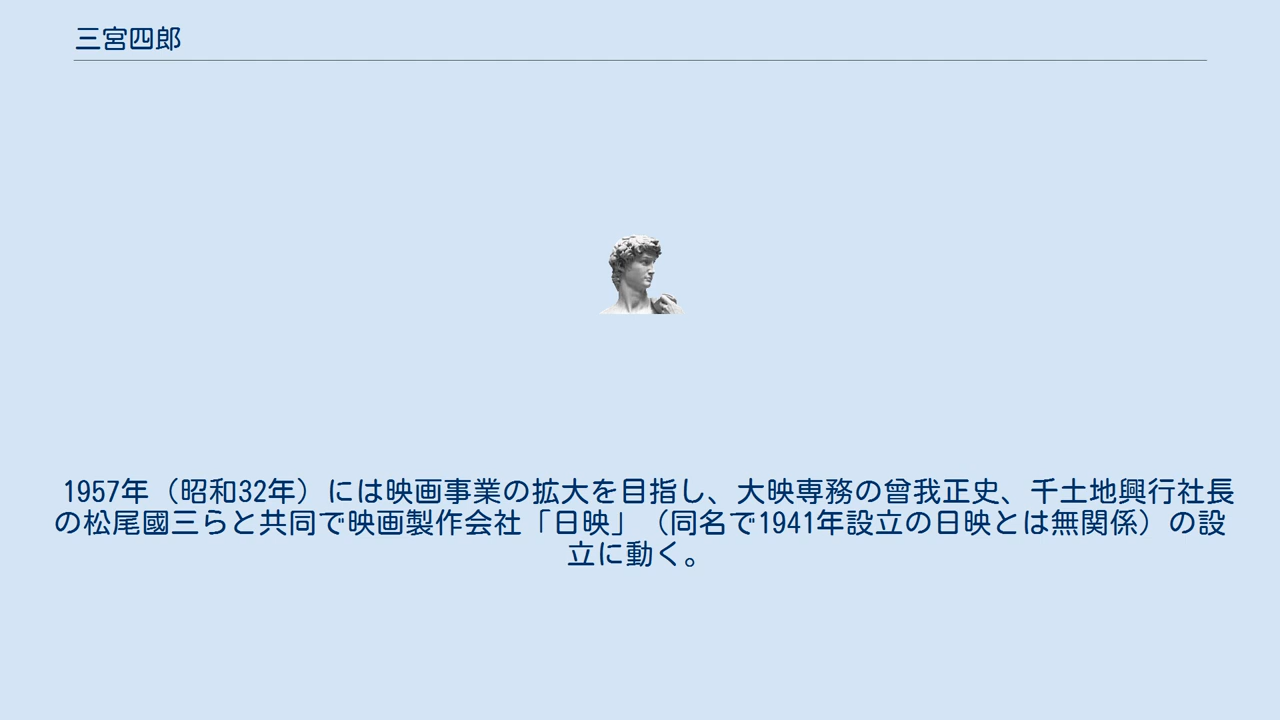 三宮四郎
1957年（昭和32年）には映画事業の拡大を目指し、大映専務の曾我正史、千土地興行社長
の松尾國三らと共同で映画製作会社「日映」（同名で1941年設立の日映とは無関係）の設
立に動く。